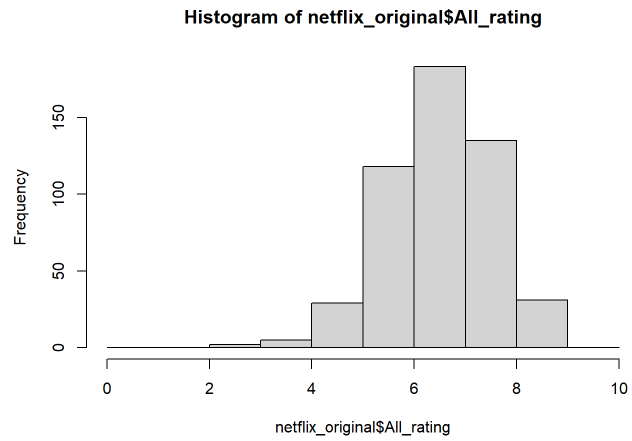 Histogram of netflix_original$All_rating
Frequency
150
100
50
0
0 2 4 6 8 10
netflix_original$All_rating